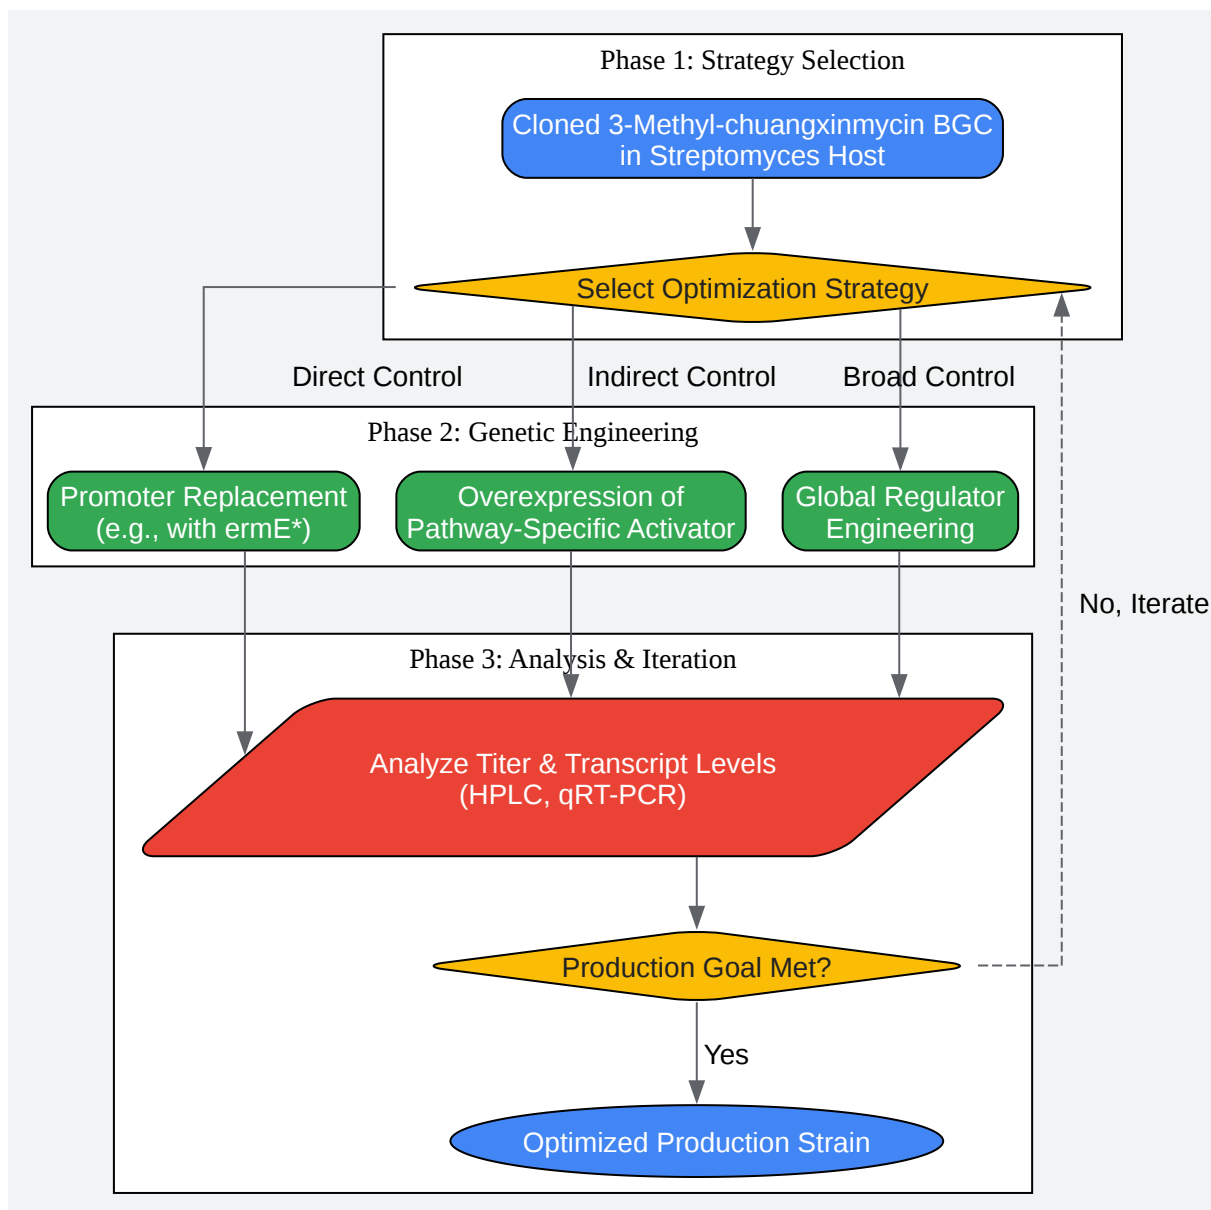 Phase 1: Strategy Selection
Cloned 3-Methyl-chuangxinmycin BGC
in Streptomyces Host
Select Optimization Strategy
Direct Control
Indirect Control
Broad Control
Phase 2: Genetic Engineering
Promoter Replacement
(e.g., with ermE*)
Overexpression of
Pathway-Specific Activator
Global Regulator
Engineering
No, Iterate
Phase 3: Analysis & Iteration
Analyze Titer & Transcript Levels
(HPLC, qRT-PCR)
Production Goal Met?
Yes
Optimized Production Strain